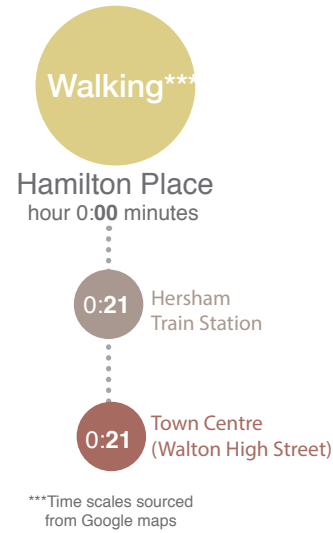 Walking***
Hamilton Place
hour 0:00 minutes
0:21
Hersham
Train Station
0:21
Town Centre
(Walton High Street)
***Time scales sourced
from Google maps